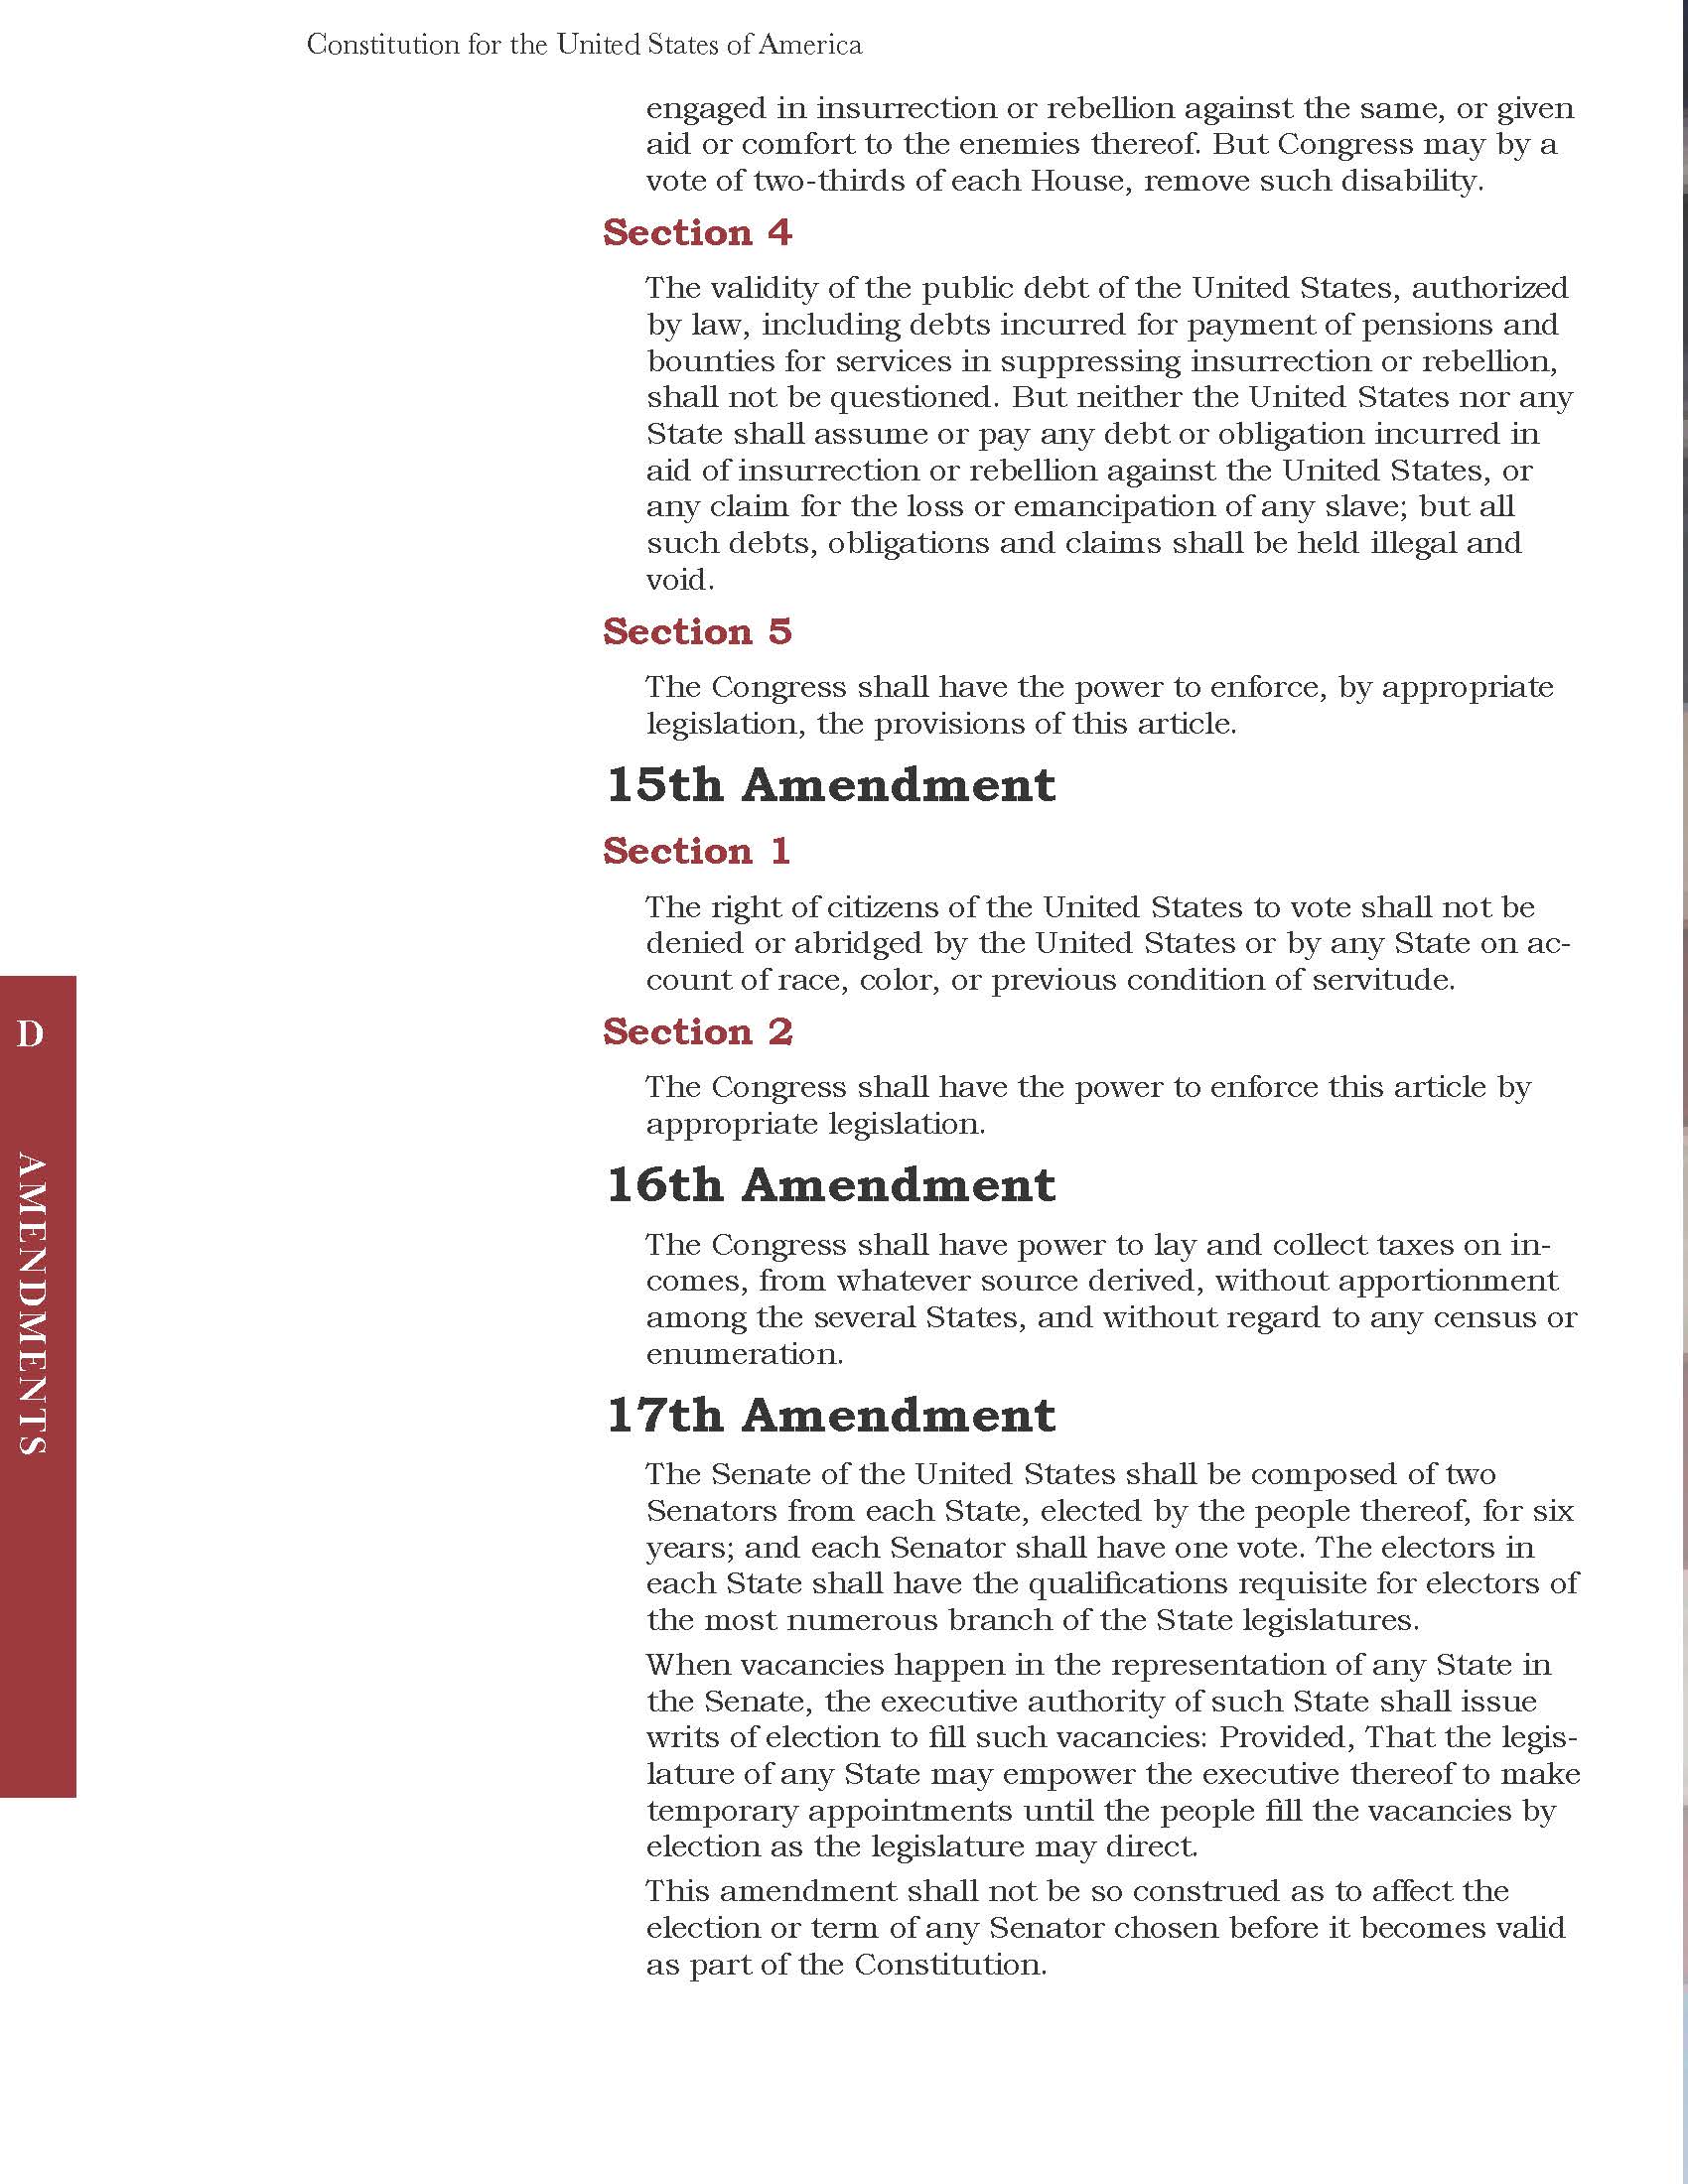 Constitution for the United States of America
engaged in insurrection or rebellion against the same, or given
aid or comfort to the enemies thereof. But Congress may by a
vote of two-thirds of each House, remove such disability.
Section 4
The validity of the public debt of the United States, authorized
by law, including debts incurred for payment of pensions and
bounties for services in suppressing insurrection or rebellion,
shall not be questioned. But neither the United States nor any
State shall assume or pay any debt or obligation incurred in
aid of insurrection or rebellion against the United States, or
any claim for the loss or emancipation of any slave; but all
such debts, obligations and claims shall be held illegal and
void.
Section 5
The Congress shall have the power to enforce, by appropriate
legislation, the provisions of this article.
15th Amendment
Section 1
The right of citizens of the United States to vote shall not be
denied or abridged by the United States or by any State on ac-
count of race, color, or previous condition of servitude.
Section 2
The Congress shall have the power to enforce this article by
appropriate legislation.
16th Amendment
The Congress shall have power to lay and collect taxes on in-
comes, from whatever source derived, without apportionment
among the several States, and without regard to any census or
enumeration.
17th Amendment
The Senate of the United States shall be composed of two
Senators from each State, elected by the people thereof, for six
years; and each Senator shall have one vote. The electors in
each State shall have the qualifications requisite for electors of
the most numerous branch of the State legislatures.
When vacancies happen in the representation of any State in
the Senate, the executive authority of such State shall issue
writs of election to fill such vacancies: Provided, That the legis-
lature of any State may empower the executive thereof to make
temporary appointments until the people fill the vacancies by
election as the legislature may direct.
This amendment shall not be so construed as to affect the
election or term of any Senator chosen before it becomes valid
as part of the Constitution.
D
AMENDMENTS